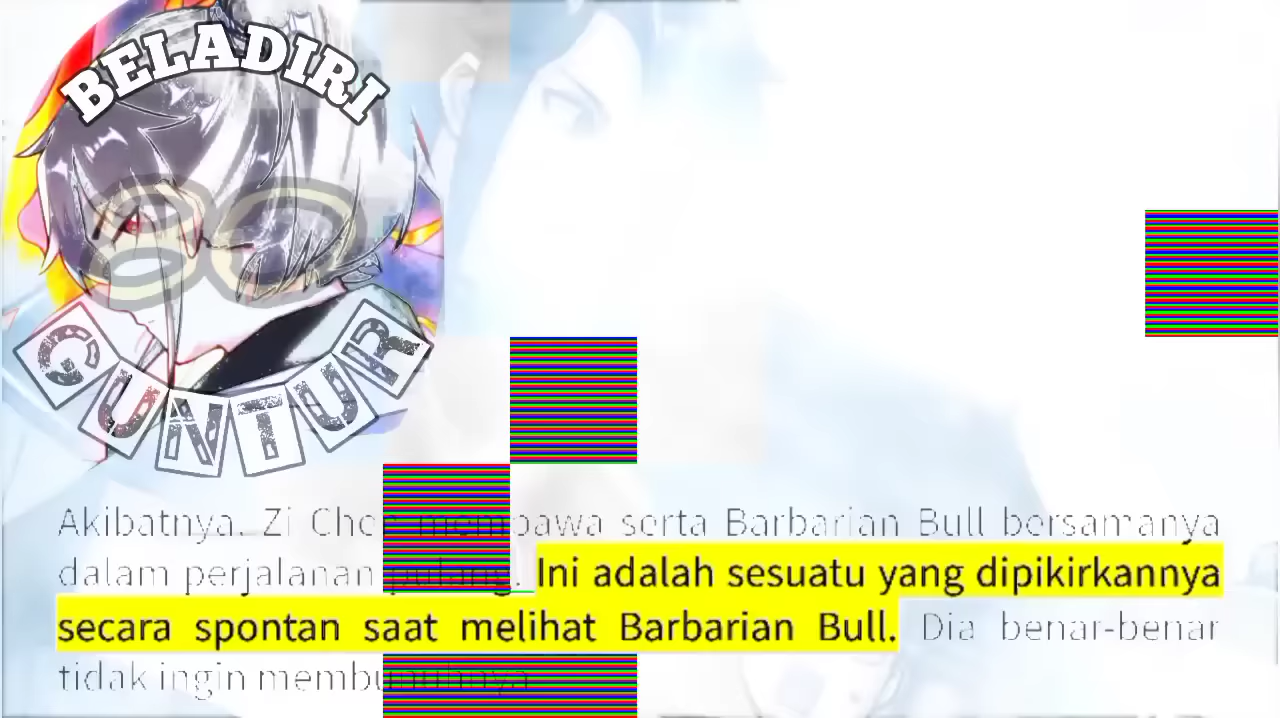 BELADIRI
GUNTUR
Akibatnya, Zi Chen membawa serta Barbarian Bull bersamanya
dalam perjalanan pulang. Ini adalah sesuatu yang dipikirkannya
secara spontan saat melihat Barbarian Bull. Dia benar-benar
tidak ingin membunuhnya